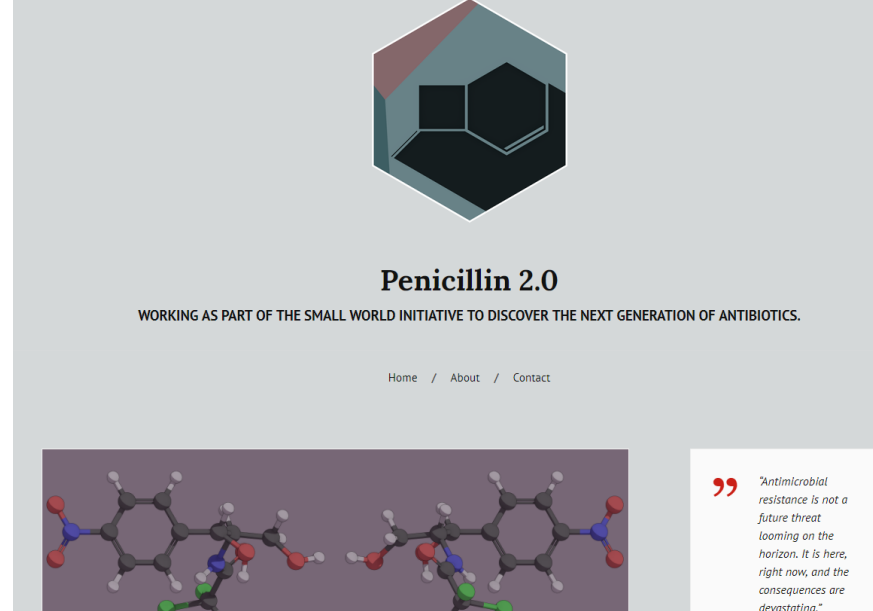 Penicillin 2.0
WORKING AS PART OF THE SMALL WORLD INITIATIVE TO DISCOVER THE NEXT GENERATION OF ANTIBIOTICS.
Home / About / Contact
"Antimicrobial
resistance is not a
future threat
looming on the
horizon. It is here,
right now, and the
consequences are
devastating."